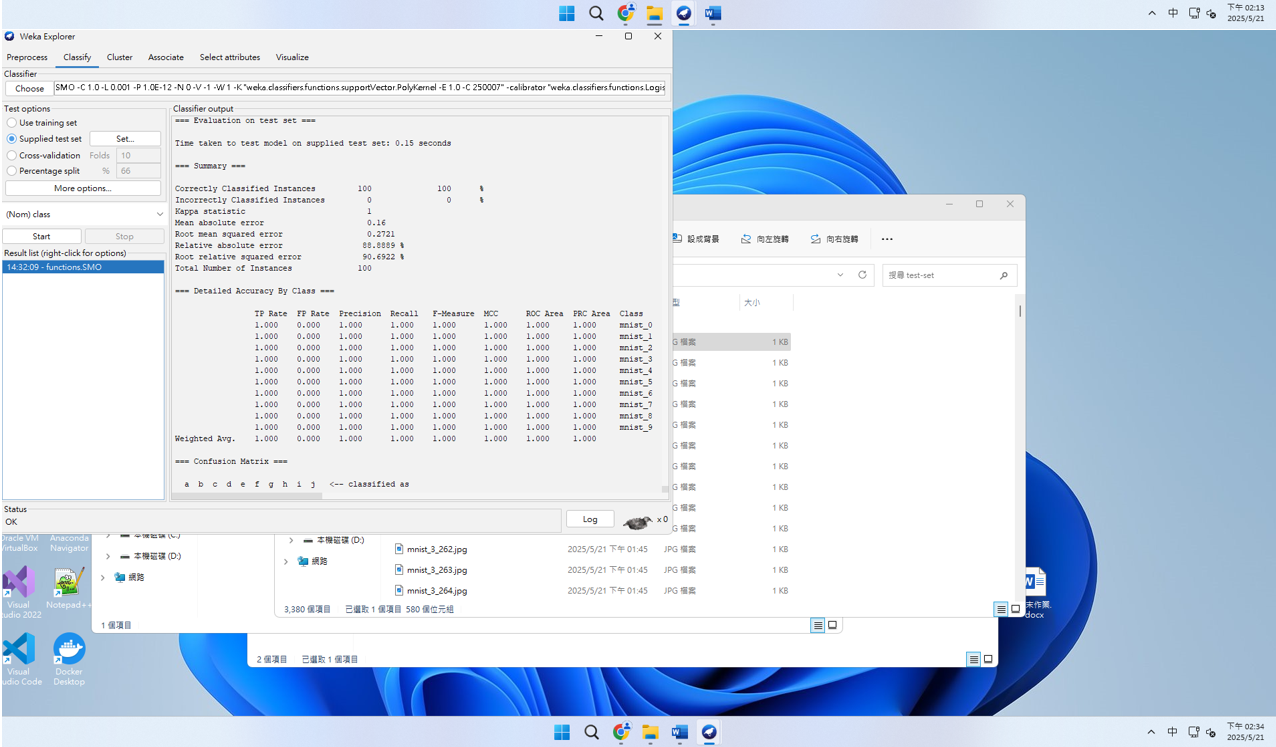 下午 02:13
中
2025/5/21
Weka Explorer
Preprocess Classify Cluster Associate Select attributes Visualize
Classifier
Choose SMO -C 1.0 -L 0.001 -P 1.0E-12 -N 0 -V -1 -W 1 -K "weka.classifiers.functions.supportVector.PolyKernel -E 1.0 -C 250007" -calibrator "weka.classifiers.functions.Logis
Test options
Use training set
Supplied test set Set...
Cross-validation Folds 10
Percentage split % 66
More options...
(Nom) class
Start Stop
Result list (right-click for options)
14:32:09 - functions.SMO
Classifier output
=== Evaluation on test set ===
Time taken to test model on supplied test set: 0.15 seconds
=== Summary ===
Correctly Classified Instances 100 100 %
Incorrectly Classified Instances 0 0 %
Kappa statistic 1
Mean absolute error 0.16
Root mean squared error 0.2721
Relative absolute error 88.8889 %
Root relative squared error 90.6922 %
Total Number of Instances 100
=== Detailed Accuracy By Class ===
TP Rate FP Rate Precision Recall F-Measure MCC ROC Area PRC Area Class
1.000 0.000 1.000 1.000 1.000 1.000 1.000 1.000 mnist_0
1.000 0.000 1.000 1.000 1.000 1.000 1.000 1.000 mnist_1
1.000 0.000 1.000 1.000 1.000 1.000 1.000 1.000 mnist_2
1.000 0.000 1.000 1.000 1.000 1.000 1.000 1.000 mnist_3
1.000 0.000 1.000 1.000 1.000 1.000 1.000 1.000 mnist_4
1.000 0.000 1.000 1.000 1.000 1.000 1.000 1.000 mnist_5
1.000 0.000 1.000 1.000 1.000 1.000 1.000 1.000 mnist_6
1.000 0.000 1.000 1.000 1.000 1.000 1.000 1.000 mnist_7
1.000 0.000 1.000 1.000 1.000 1.000 1.000 1.000 mnist_8
1.000 0.000 1.000 1.000 1.000 1.000 1.000 1.000 mnist_9
Weighted Avg. 1.000 0.000 1.000 1.000 1.000 1.000 1.000 1.000
=== Confusion Matrix ===
a b c d e f g h i j <-- classified as
Status
OK
Log x 0
設成背景 向左旋轉 向右旋轉 ...
搜尋 test-set
型 大小
G 檔案 1 KB
G 檔案 1 KB
G 檔案 1 KB
G 檔案 1 KB
G 檔案 1 KB
G 檔案 1 KB
G 檔案 1 KB
G 檔案 1 KB
G 檔案 1 KB
G 檔案 1 KB
mnist_3_262.jpg 2025/5/21 下午 01:45 JPG 檔案 1 KB
mnist_3_263.jpg 2025/5/21 下午 01:45 JPG 檔案 1 KB
mnist_3_264.jpg 2025/5/21 下午 01:45 JPG 檔案 1 KB
本機磁碟 (D:)
網路
3,380 個項目 已選取 1 個項目 580 個位元組
本機磁碟 (C:)
本機磁碟 (D:)
網路
1 個項目
2 個項目 已選取 1 個項目
Oracle VM
VirtualBox
Anaconda
Navigator
Visual
udio 2022
Notepad++
Visual
udio Code
Docker
Desktop
末作業.
docx
下午 02:34
中
2025/5/21